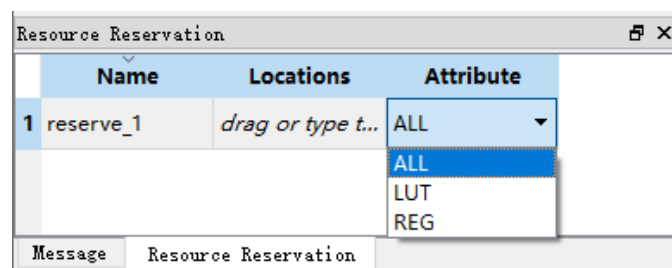 Resource Reservation
Name Locations Attribute
1 reserve_1 drag or type t... ALL
ALL
LUT
REG
Message Resource Reservation